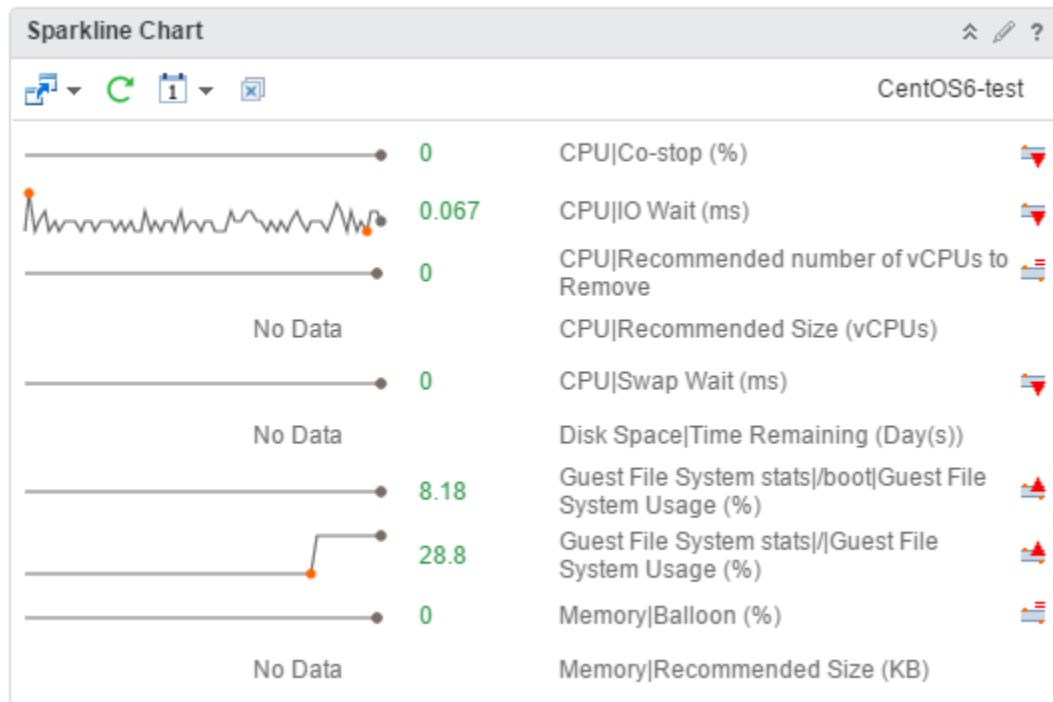 Sparkline Chart ?
1 CentOS6-test
0 CPU|Co-stop (%)
0.067 CPU|IO Wait (ms)
0 CPU|Recommended number of vCPUs to
Remove
No Data CPU|Recommended Size (vCPUs)
0 CPU|Swap Wait (ms)
No Data Disk Space|Time Remaining (Day(s))
8.18 Guest File System stats|/boot|Guest File
System Usage (%)
28.8 Guest File System stats|/|Guest File
System Usage (%)
0 Memory|Balloon (%)
No Data Memory|Recommended Size (KB)